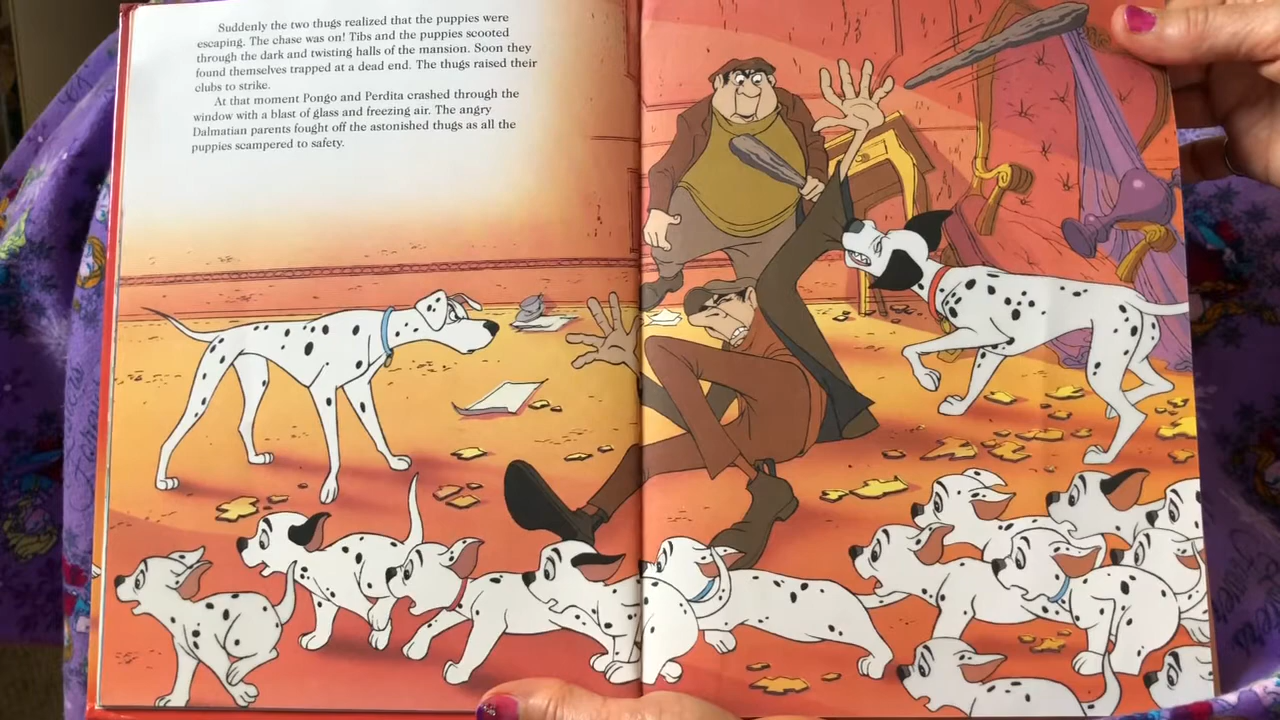 Suddenly the two thugs realized that the puppies were
escaping. The chase was on! Tibs and the puppies scooted
through the dark and twisting halls of the mansion. Soon they
found themselves trapped at a dead end. The thugs raised their
clubs to strike.
At that moment Pongo and Perdita crashed through the
window with a blast of glass and freezing air. The angry
Dalmatian parents fought off the astonished thugs as all the
puppies scampered to safety.